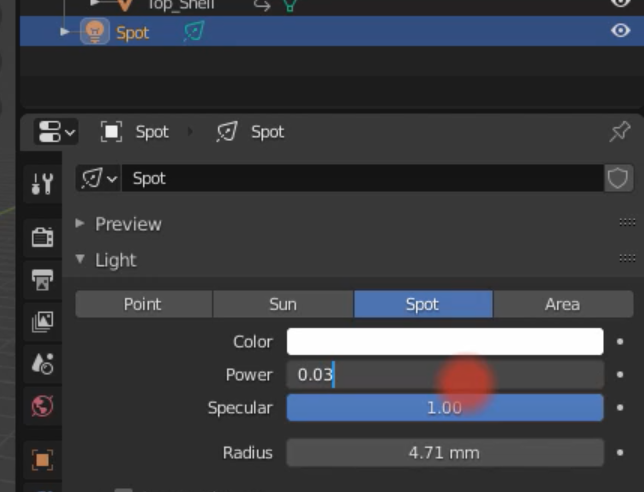 Top_Shell
Spot
Spot Spot
Spot
Preview
Light
Point Sun Spot Area
Color
Power 0.03
Specular 1.00
Radius 4.71 mm